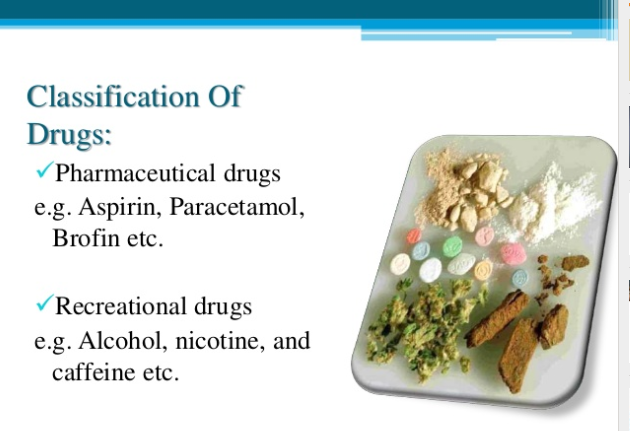 Classification Of
Drugs:
✓Pharmaceutical drugs
e.g. Aspirin, Paracetamol,
Brofin etc.
✓Recreational drugs
e.g. Alcohol, nicotine, and
caffeine etc.